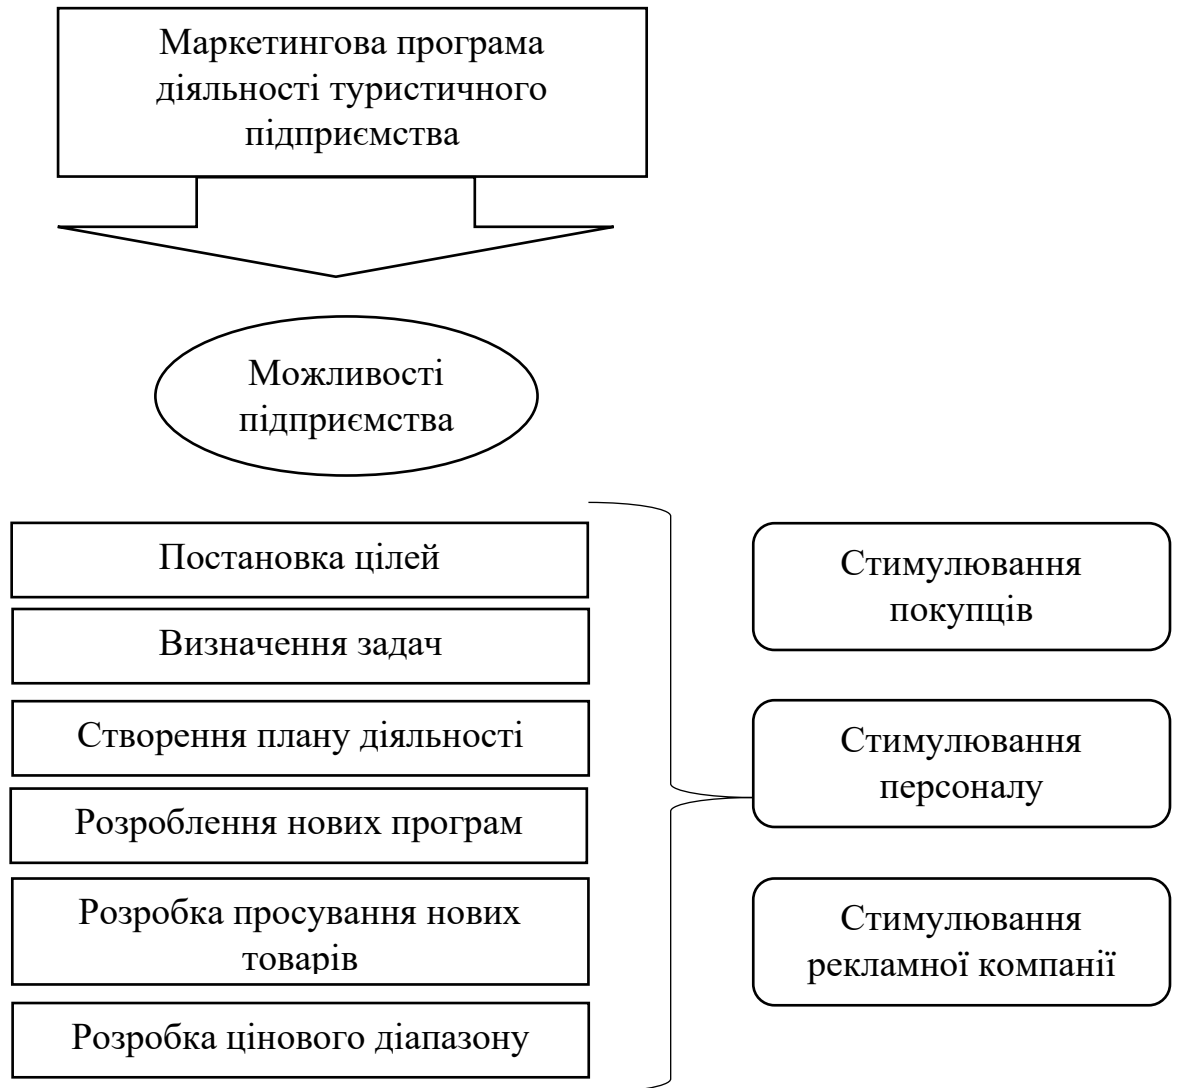 Маркетингова програма
діяльності туристичного
підприємства
Можливості
підприємства
Постановка цілей
Визначення задач
Створення плану діяльності
Розроблення нових програм
Розробка просування нових
товарів
Розробка цінового діапазону
Стимулювання
покупців
Стимулювання
персоналу
Стимулювання
рекламної компанії